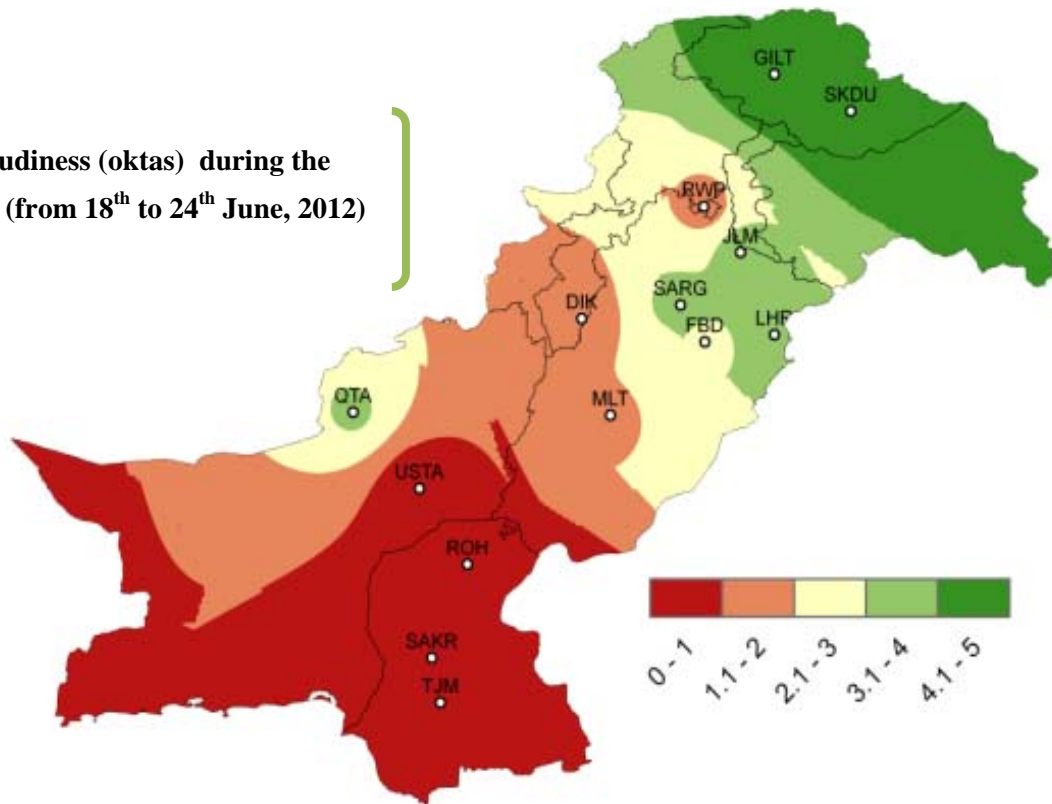 udiness (oktas) during the
(from 18th to 24th June, 2012)
GILT
SKDU
RWP
JLM
SARG
DIK
FBD
LHR
QTA
MLT
USTA
ROH
SAKR
TJM
0 - 1
1.1 - 2
2.1 - 3
3.1 - 4
4.1 - 5